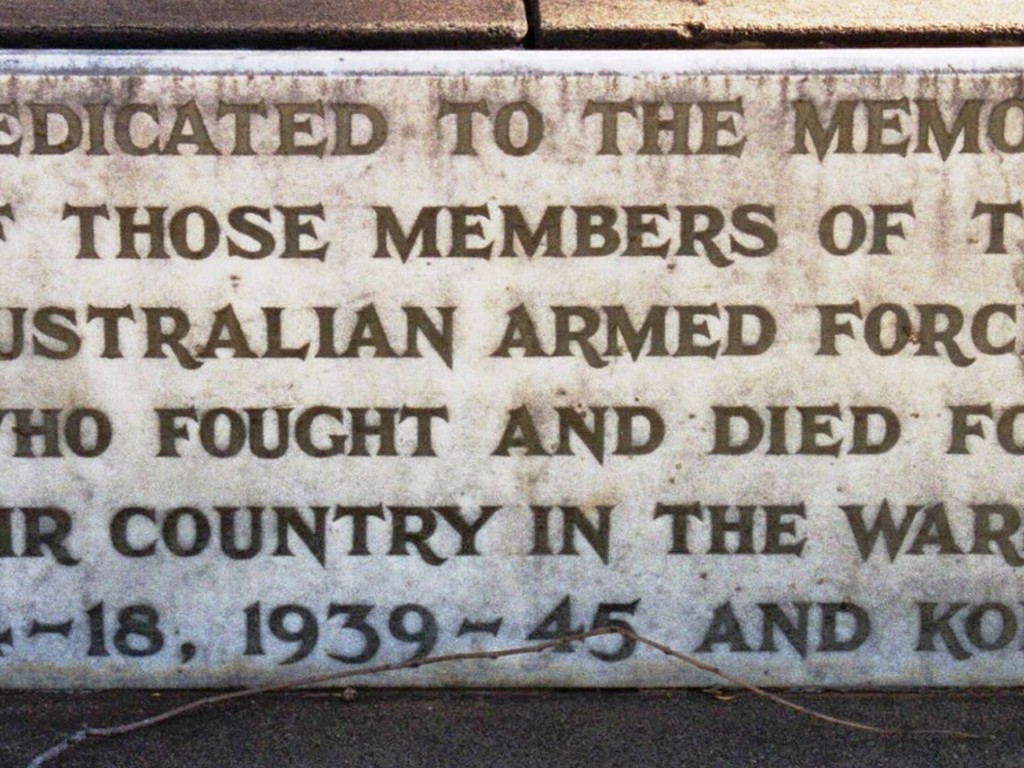 EDICATED TO THE MEMO
F THOSE MEMBERS OF T
USTRALIAN ARMED FORC
WHO FOUGHT AND DIED FO
IR COUNTRY IN THE WAR
4-18, 1939-45 AND KO